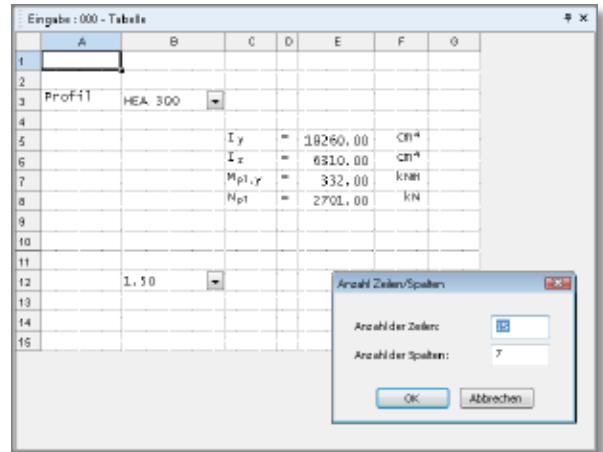 Eingabe : 000 - Tabelle
A B C D E F G
1
2
3 Profil HEA 300
4
5 Iy = 18260.00 cm⁴
6 Iz = 6310.00 cm⁴
7 Mpl,y = 332.00 kNm
8 Npl = 2701.00 kN
9
10
11
12 1.50
13
14
15
Anzahl Zeilen/Spalten
Anzahl der Zeilen: 15
Anzahl der Spalten: 7
OK Abbrechen